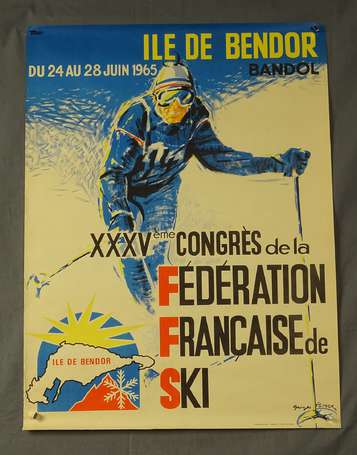 ILE DE BENDOR
DU 24 AU 28 JUIN 1965 BANDOL
XXXVème CONGRÈS de la
FÉDÉRATION
FRANÇAISE de
SKI
ILE DE BENDOR